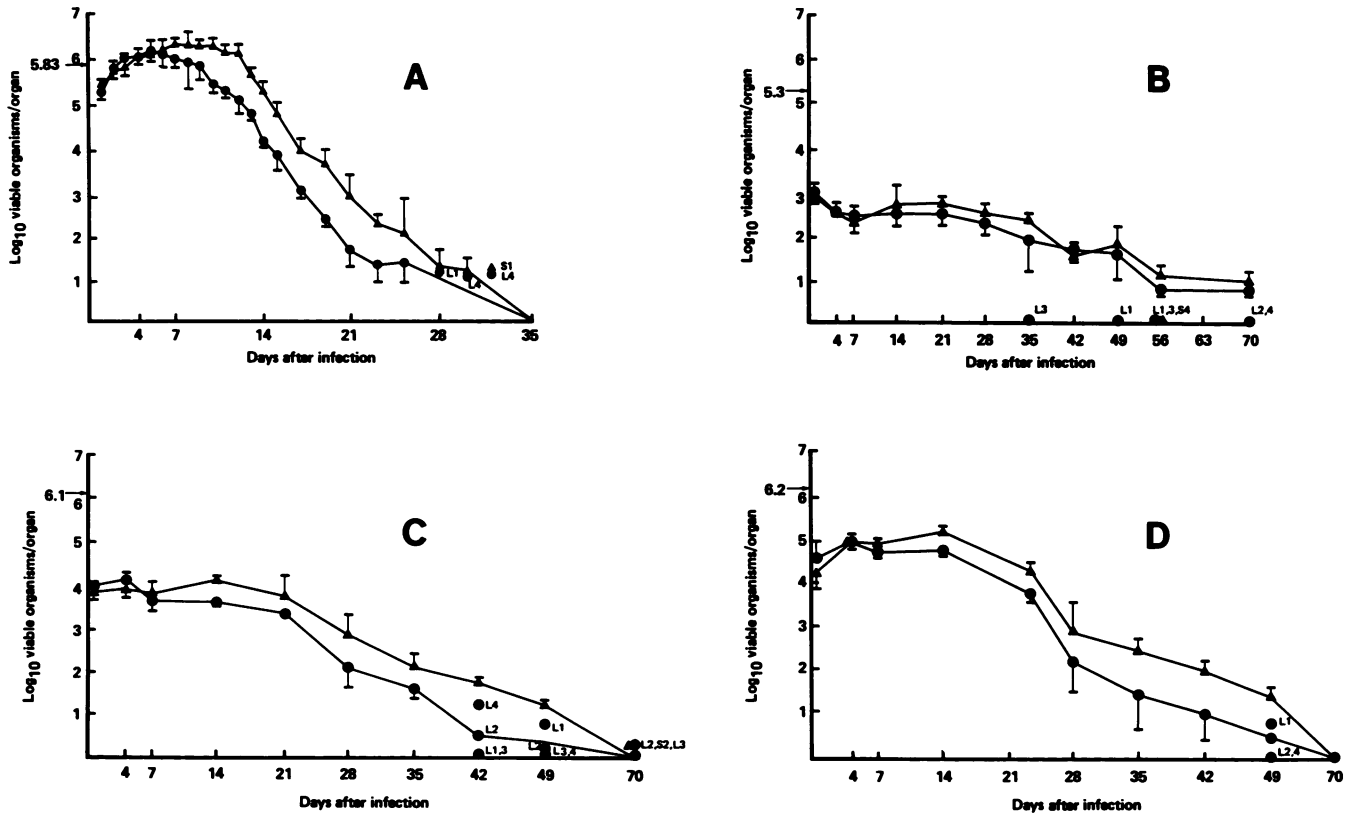 A
Log10 viable organisms/organ
7
6
5.83
5
4
3
2
1
L1
L4
S1
L4
4 7 14 21 28 35
Days after infection
B
Log10 viable organisms/organ
7
6
5.3
5
4
3
2
1
L3
L1
L1,3,S4
L2,4
4 7 14 21 28 35 42 49 56 63 70
Days after infection
C
Log10 viable organisms/organ
7
6.1
6
5
4
3
2
1
L4
L2
L1,3
L1
L2
L3,4
L2,S2,L3
4 7 14 21 28 35 42 49 70
Days after infection
D
Log10 viable organisms/organ
7
6.2
6
5
4
3
2
1
L1
L2,4
4 7 14 21 28 35 42 49 70
Days after infection